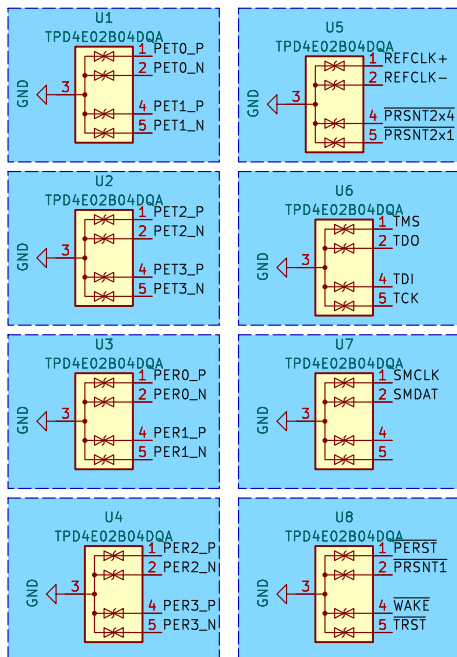 U1
TPD4E02B04DQA
1 PET0_P
2 PET0_N
GND 3
4 PET1_P
5 PET1_N
U5
TPD4E02B04DQA
1 REFCLK+
2 REFCLK-
GND 3
4 PRSNT2x4
5 PRSNT2x1
U2
TPD4E02B04DQA
1 PET2_P
2 PET2_N
GND 3
4 PET3_P
5 PET3_N
U6
TPD4E02B04DQA
1 TMS
2 TDO
GND 3
4 TDI
5 TCK
U3
TPD4E02B04DQA
1 PER0_P
2 PER0_N
GND 3
4 PER1_P
5 PER1_N
U7
TPD4E02B04DQA
1 SMCLK
2 SMDAT
GND 3
4
5
U4
TPD4E02B04DQA
1 PER2_P
2 PER2_N
GND 3
4 PER3_P
5 PER3_N
U8
TPD4E02B04DQA
1 PERST
2 PRSNT1
GND 3
4 WAKE
5 TRST